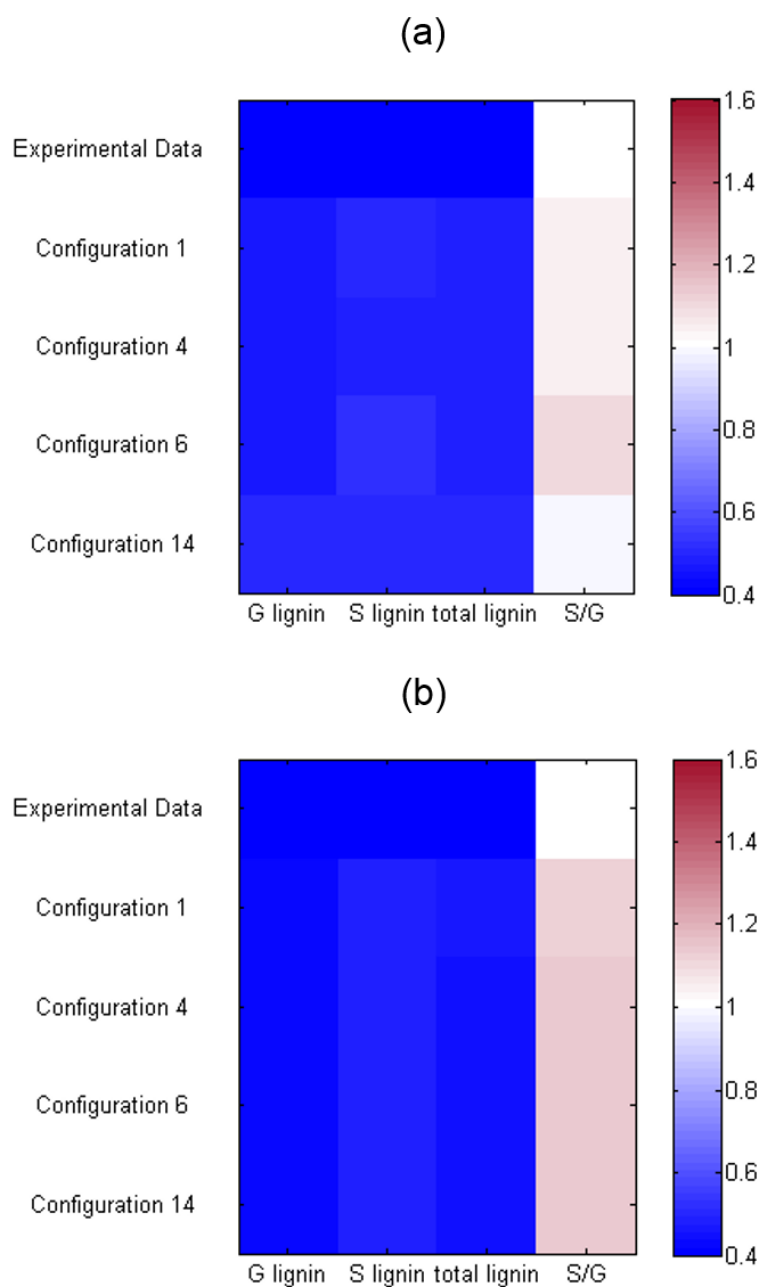 (a)
Experimental Data
Configuration 1
Configuration 4
Configuration 6
Configuration 14
G lignin S lignin total lignin S/G
1.6
1.4
1.2
1
0.8
0.6
0.4
(b)
Experimental Data
Configuration 1
Configuration 4
Configuration 6
Configuration 14
G lignin S lignin total lignin S/G
1.6
1.4
1.2
1
0.8
0.6
0.4